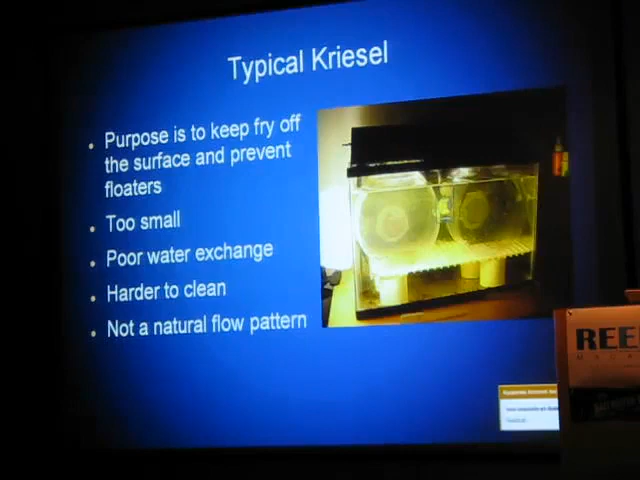 Typical Kriesel
Purpose is to keep fry off
the surface and prevent
floaters
Too small
Poor water exchange
Harder to clean
Not a natural flow pattern
REE